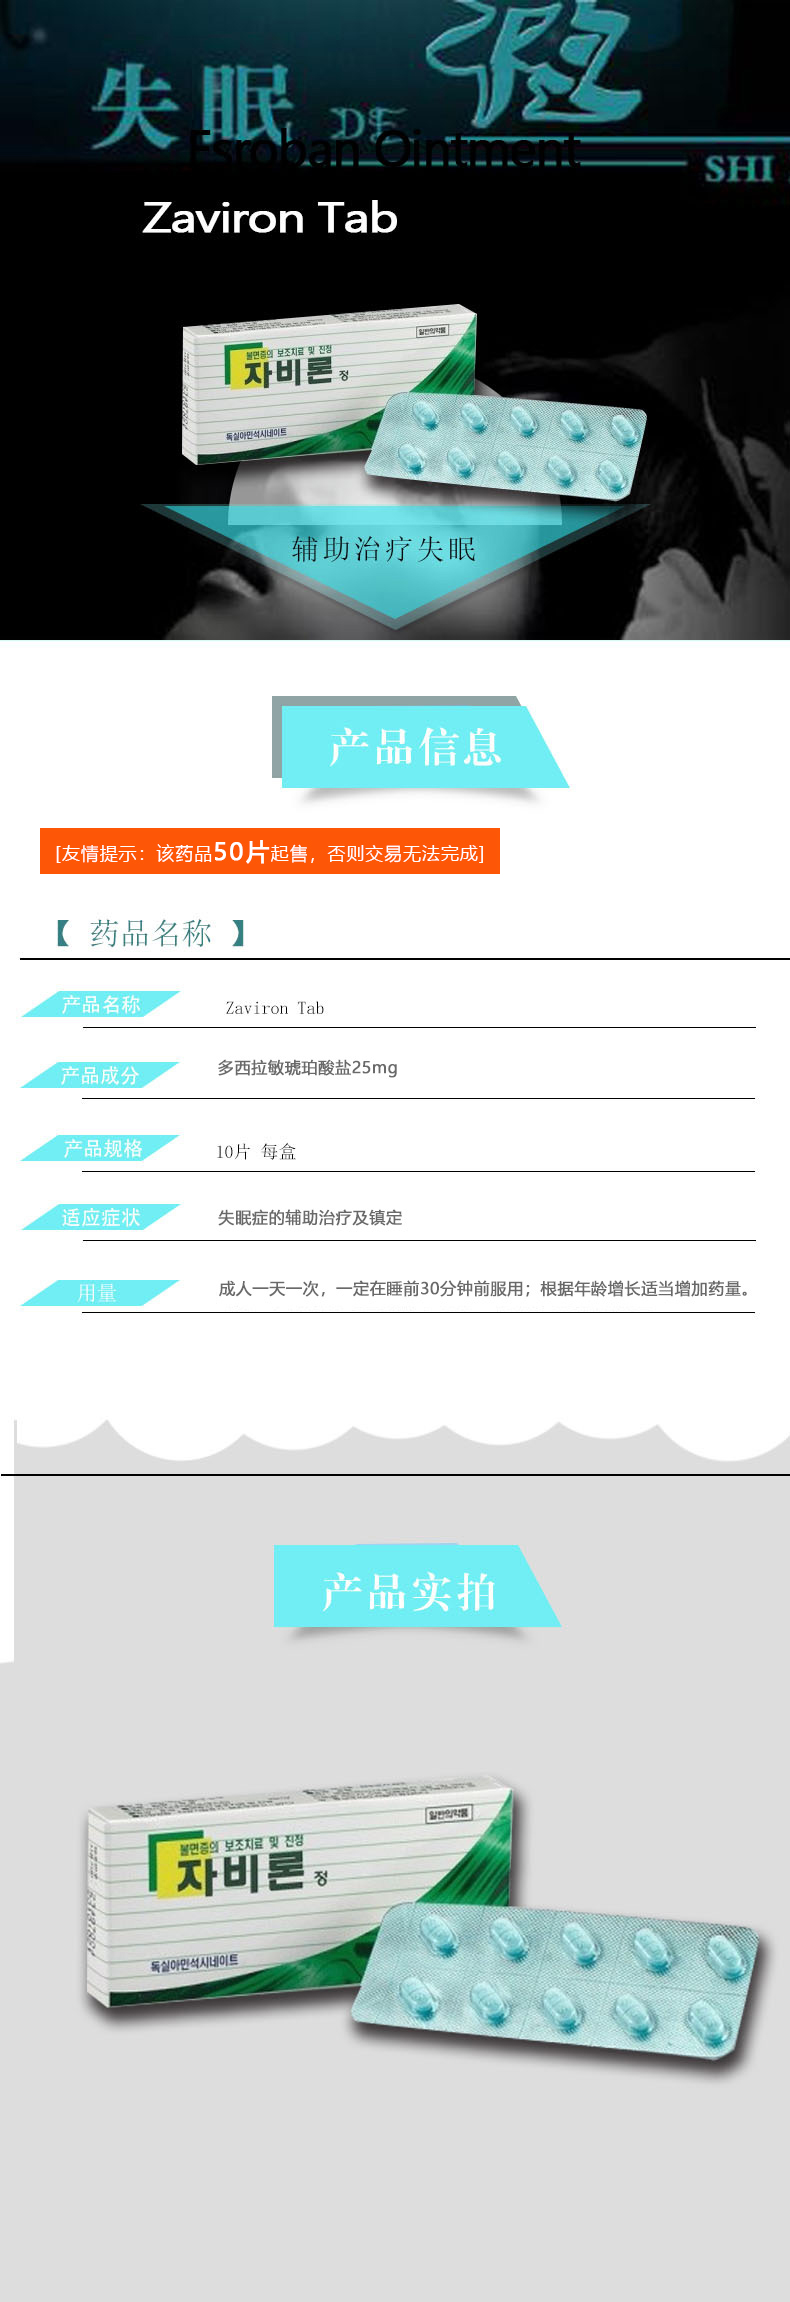 失眠 DE
Esroban Ointment
SHI
Zaviron Tab
불면증의 보조치료 및 진정
일반의약품
자비론 정
독실아민석시네이트
辅助治疗失眠
产品信息
[友情提示：该药品50片起售，否则交易无法完成]
【 药品名称 】
产品名称 Zaviron Tab
产品成分 多西拉敏琥珀酸盐25mg
产品规格 10片 每盒
适应症状 失眠症的辅助治疗及镇定
用量 成人一天一次，一定在睡前30分钟前服用；根据年龄增长适当增加药量。
产品实拍
일반의약품
불면증의 보조치료 및 진정
자비론 정
독실아민석시네이트